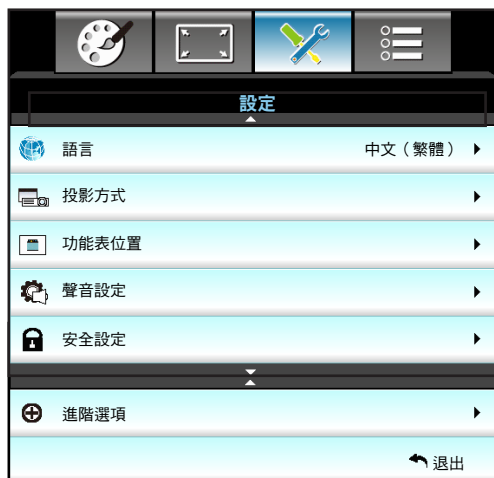 設定
語言 中文（繁體）
投影方式
功能表位置
聲音設定
安全設定
進階選項
退出